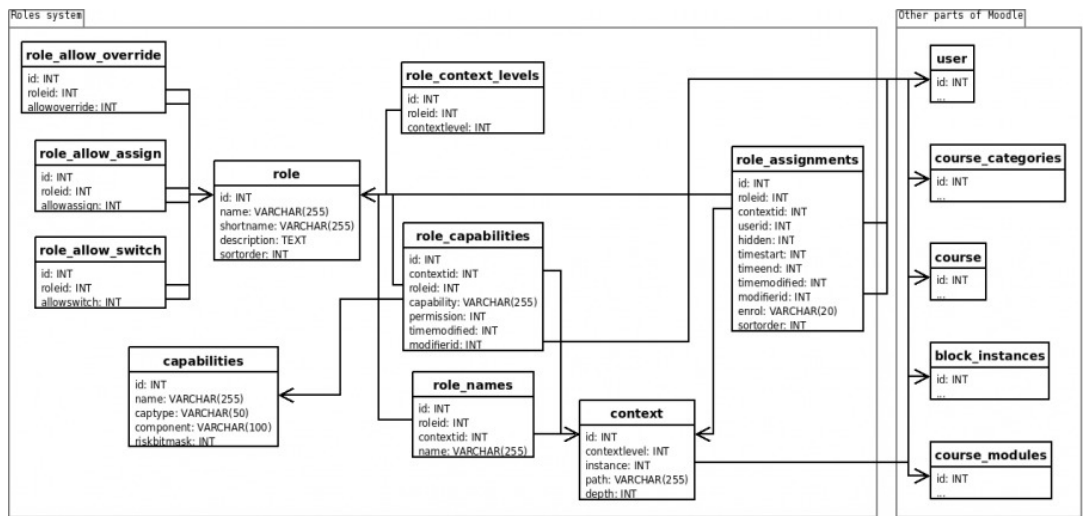 Roles system
role_allow_override
id: INT
roleid: INT
allowoverride: INT
role_allow_assign
id: INT
roleid: INT
allowassign: INT
role_allow_switch
id: INT
roleid: INT
allowswitch: INT
role
id: INT
name: VARCHAR(255)
shortname: VARCHAR(255)
description: TEXT
sortorder: INT
capabilities
id: INT
name: VARCHAR(255)
captype: VARCHAR(50)
component: VARCHAR(100)
riskbitmask: INT
role_context_levels
id: INT
roleid: INT
contextlevel: INT
role_capabilities
id: INT
contextid: INT
roleid: INT
capability: VARCHAR(255)
permission: INT
timemodified: INT
modifierid: INT
role_names
id: INT
roleid: INT
contextid: INT
name: VARCHAR(255)
context
id: INT
contextlevel: INT
instance: INT
path: VARCHAR(255)
depth: INT
role_assignments
id: INT
roleid: INT
contextid: INT
userid: INT
hidden: INT
timestart: INT
timeend: INT
timemodified: INT
modifierid: INT
enrol: VARCHAR(20)
sortorder: INT
Other parts of Moodle
user
id: INT
...
course_categories
id: INT
...
course
id: INT
...
block_instances
id: INT
...
course_modules
id: INT
...